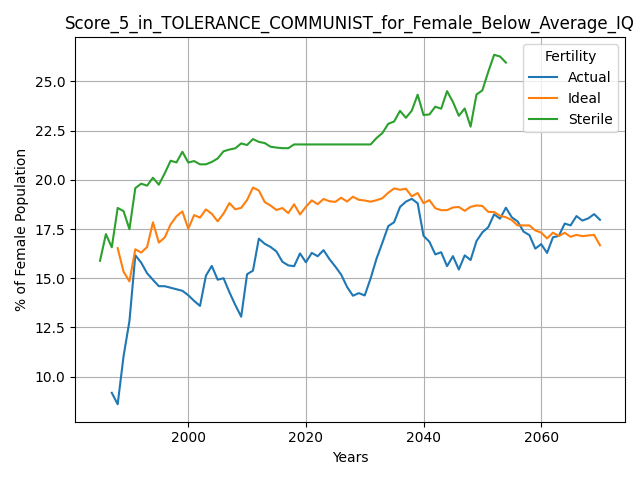 Score_5_in_TOLERANCE_COMMUNIST_for_Female_Below_Average_IQ
Fertility
Actual
Ideal
Sterile
% of Female Population
25.0
22.5
20.0
17.5
15.0
12.5
10.0
2000
2020
2040
2060
Years